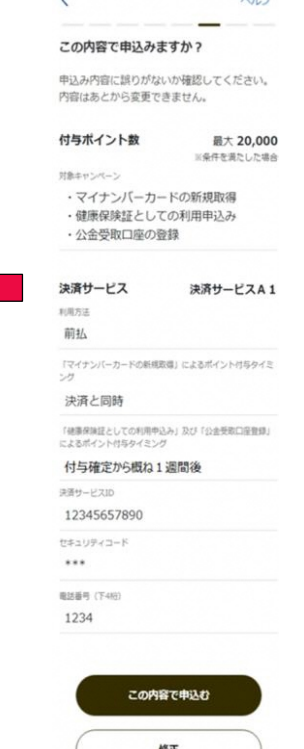 ヘルプ
この内容で申込みますか？
申込み内容に誤りがないか確認してください。
内容はあとから変更できません。
付与ポイント数
最大 20,000
※条件を満たした場合
対象キャンペーン
・マイナンバーカードの新規取得
・健康保険証としての利用申込み
・公金受取口座の登録
決済サービス
決済サービスA 1
利用方法
前払
「マイナンバーカードの新規取得」によるポイント付与タイミ
ング
決済と同時
「健康保険証としての利用申込み」及び「公金受取口座登録」
によるポイント付与タイミング
付与確定から概ね１週間後
決済サービスID
12345657890
セキュリティコード
***
電話番号（下4桁）
1234
この内容で申込む
修正